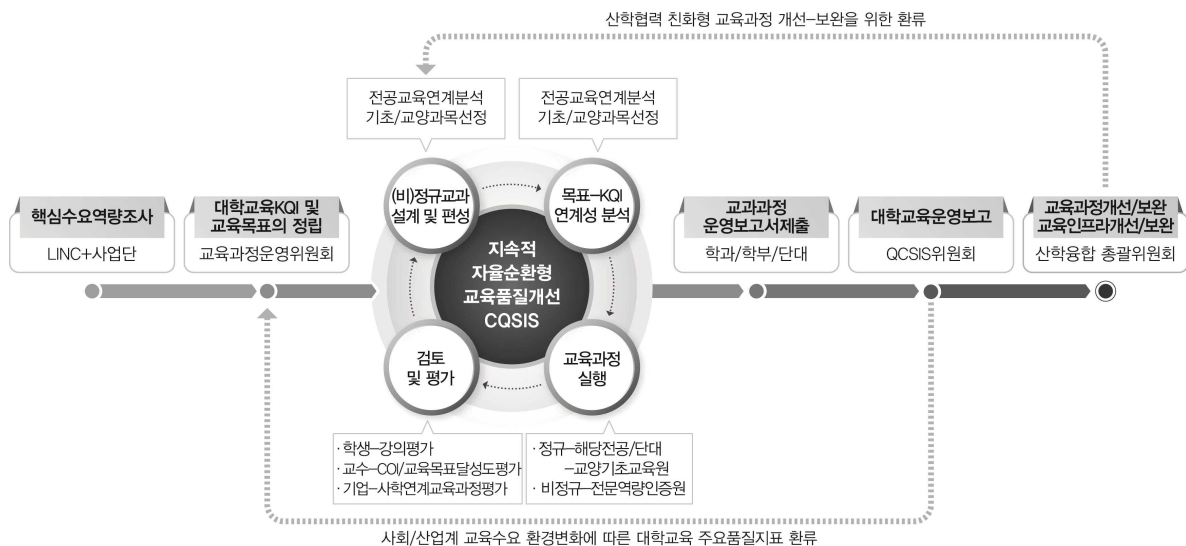 산학협력 친화형 교육과정 개선–보완을 위한 환류
전공교육연계분석
기초/교양과목선정
전공교육연계분석
기초/교양과목선정
핵심수요역량조사
LINC+사업단
대학교육KQI 및
교육목표의 정립
교육과정운영위원회
(비)정규교과
설계 및 편성
목표–KQI
연계성 분석
지속적
자율순환형
교육품질개선
CQSIS
검토
및 평가
교육과정
실행
교과과정
운영보고서제출
학과/학부/단대
대학교육운영보고
QCSIS위원회
교육과정개선/보완
교육인프라개선/보완
산학융합 총괄위원회
· 학생–강의평가
· 교수–COI/교육목표달성도평가
· 기업–사학연계교육과정평가
· 정규–해당전공/단대
–교양기초교육원
· 비정규–전문역량인증원
사회/산업계 교육수요 환경변화에 따른 대학교육 주요품질지표 환류